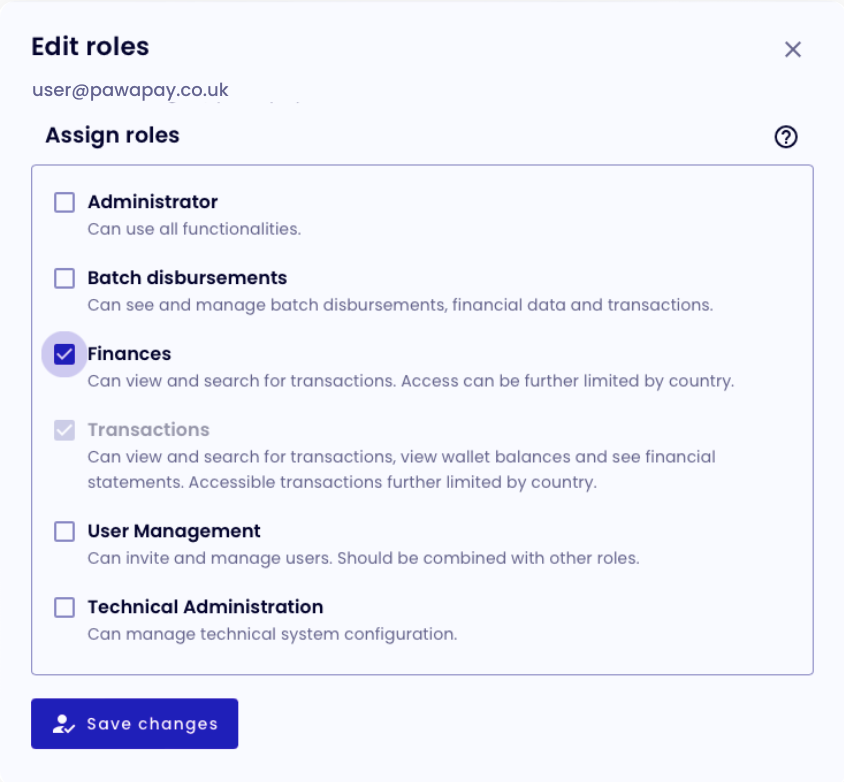 Edit roles
user@pawapay.co.uk
Assign roles
Administrator
Can use all functionalities.
Batch disbursements
Can see and manage batch disbursements, financial data and transactions.
Finances
Can view and search for transactions. Access can be further limited by country.
Transactions
Can view and search for transactions, view wallet balances and see financial
statements. Accessible transactions further limited by country.
User Management
Can invite and manage users. Should be combined with other roles.
Technical Administration
Can manage technical system configuration.
Save changes